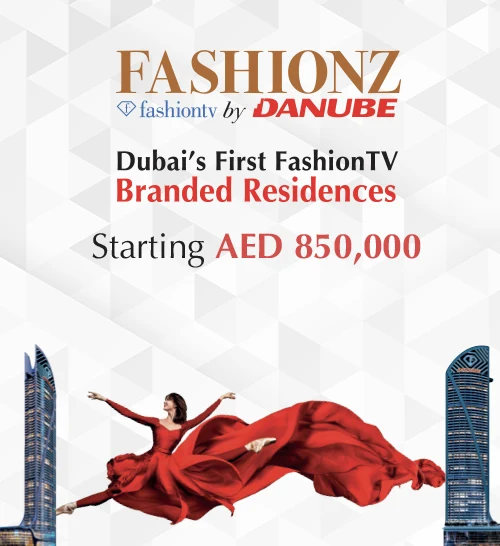 FASHIONZ
fashiontv by DANUBE
Dubai's First FashionTV
Branded Residences
Starting AED 850,000